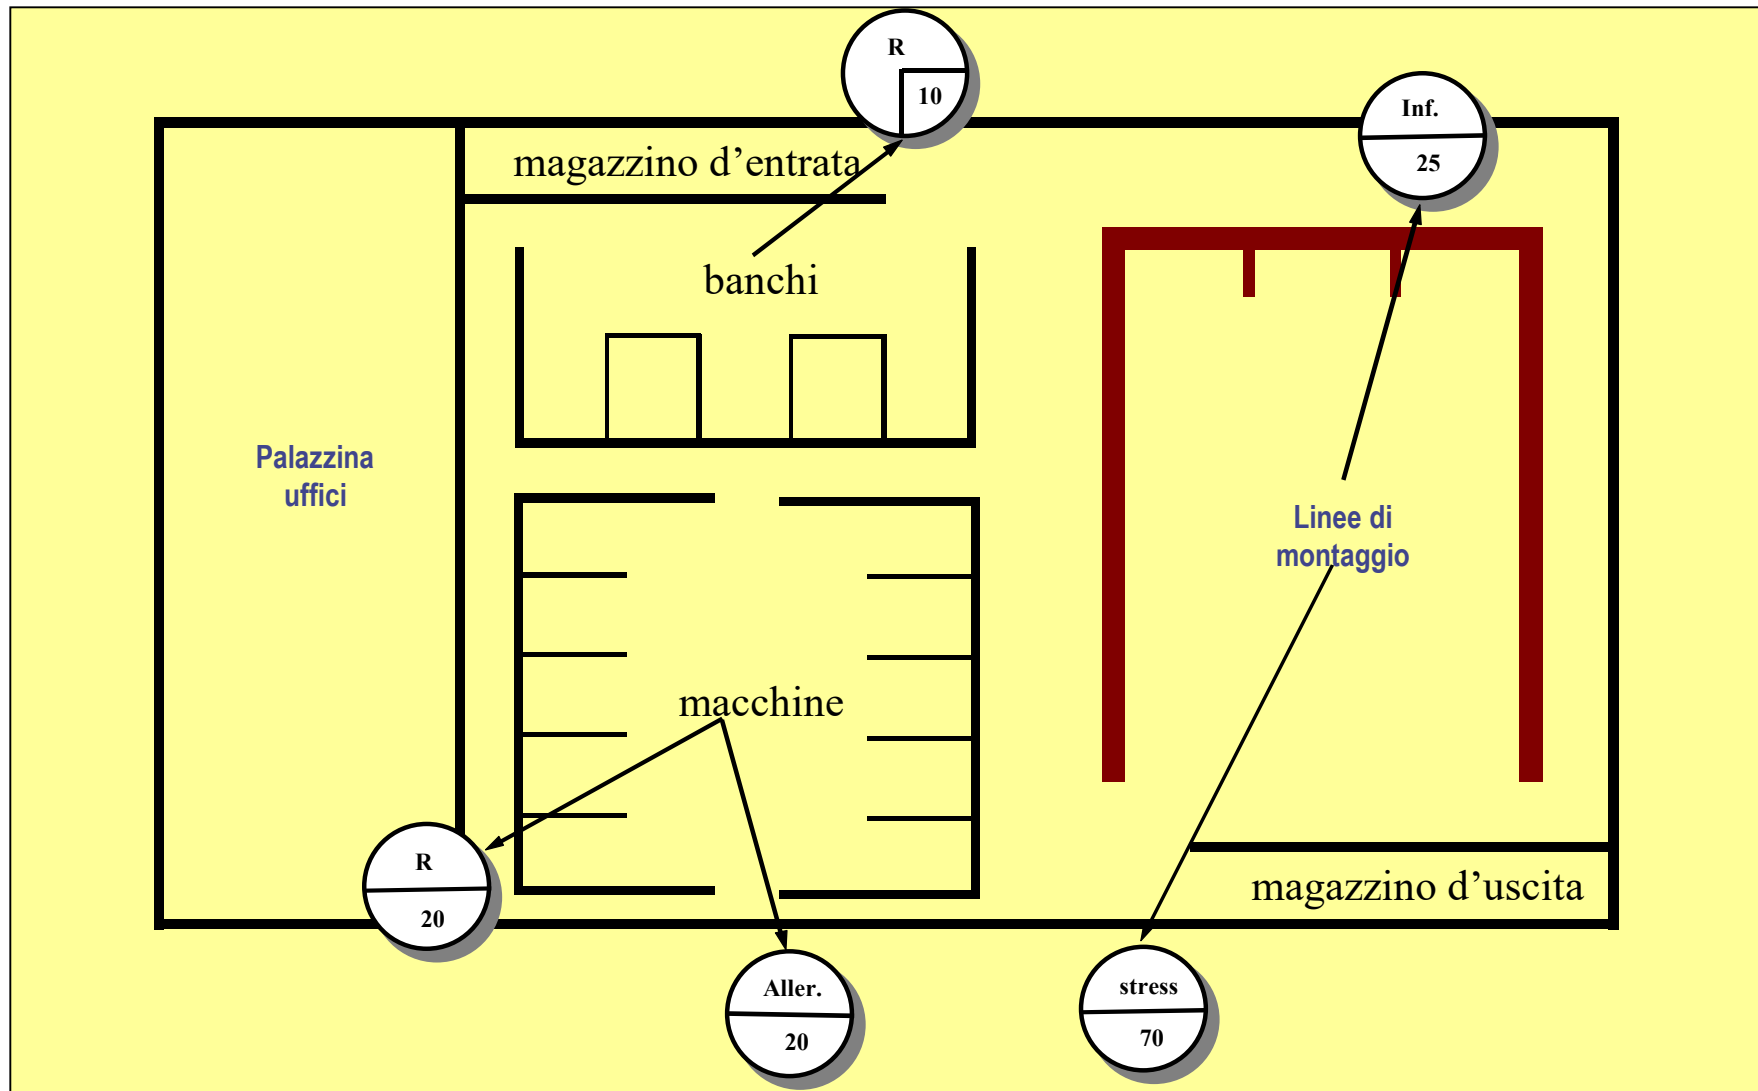 R
10
Inf.
25
magazzino d’entrata
banchi
Palazzina
uffici
Linee di
montaggio
macchine
R
20
magazzino d’uscita
Aller.
20
stress
70